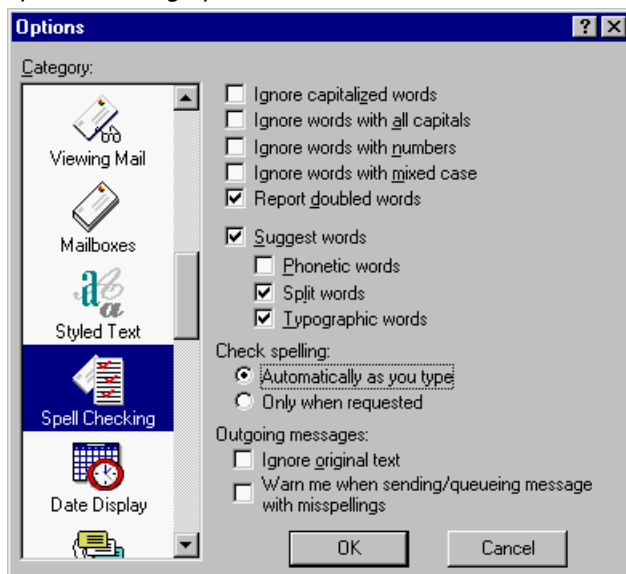 Options
Category:
Viewing Mail
Mailboxes
Styled Text
Spell Checking
Date Display
Ignore capitalized words
Ignore words with all capitals
Ignore words with numbers
Ignore words with mixed case
Report doubled words
Suggest words
Phonetic words
Split words
Typographic words
Check spelling:
Automatically as you type
Only when requested
Outgoing messages:
Ignore original text
Warn me when sending/queueing message
with misspellings
OK
Cancel